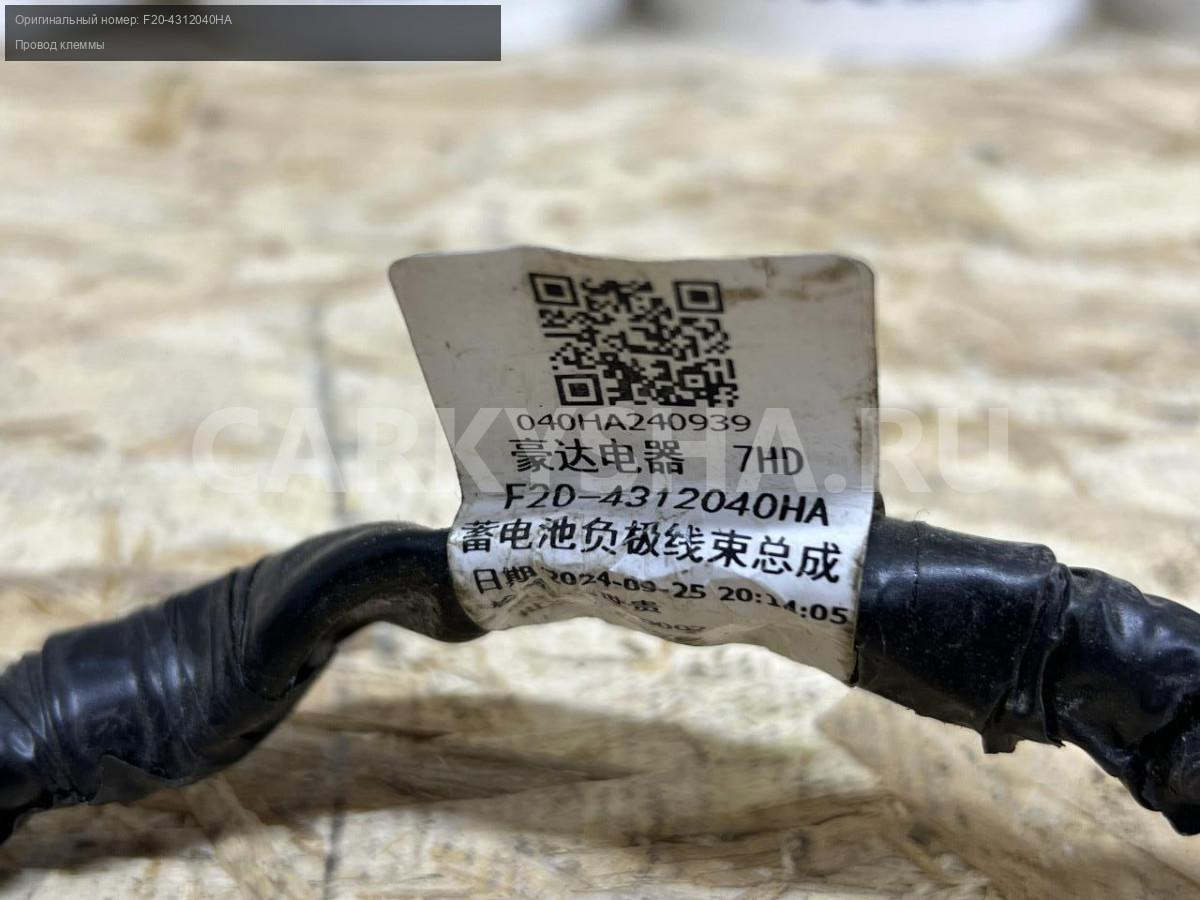 Оригинальный номер: F20-4312040HA
Провод клеммы
040HA240939
豪达电器 7HD
CARKYSHA.RU
F20-4312040HA
蓄电池负极线束总成
日期 2024-09-25 20:14:05